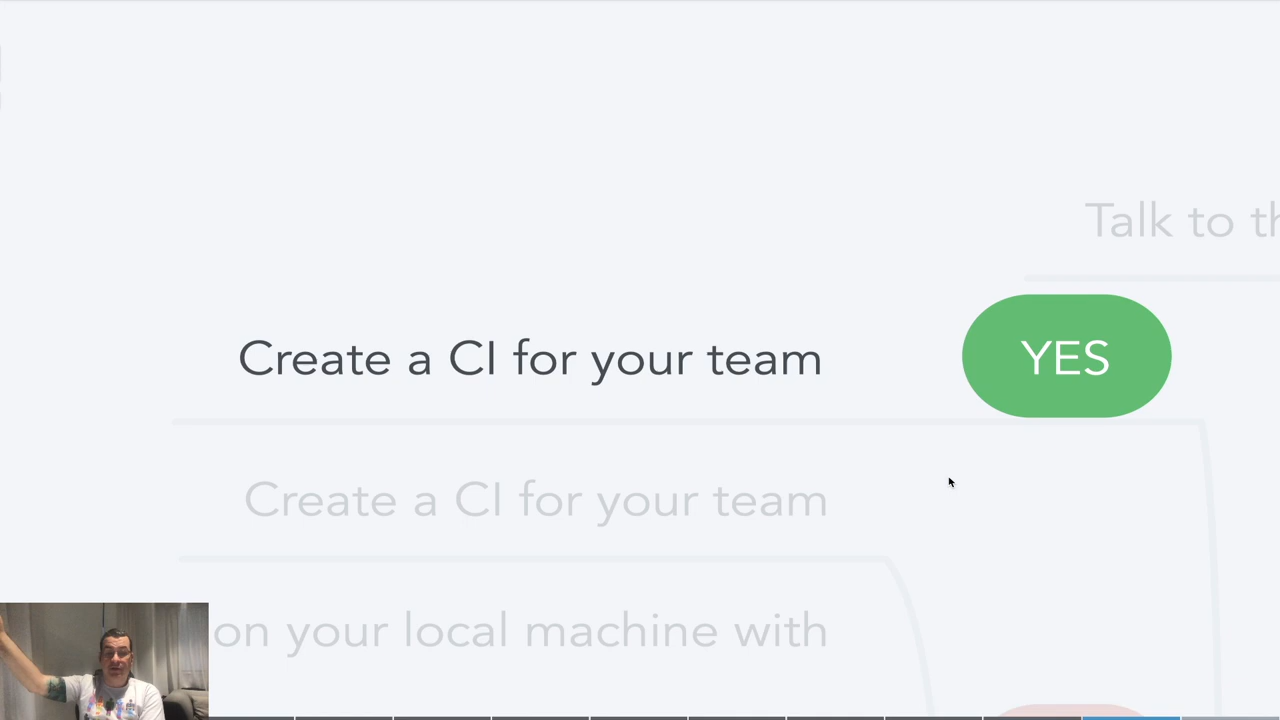 Talk to th
Create a CI for your team
YES
Create a CI for your team
on your local machine with